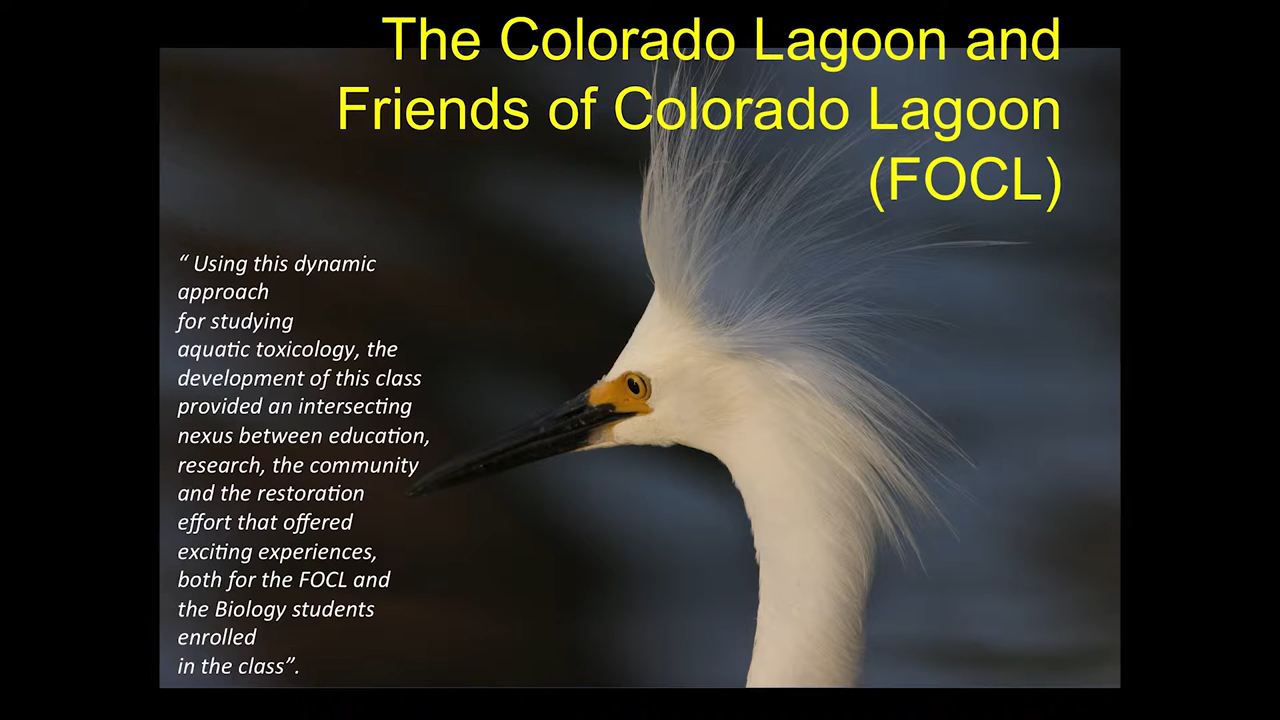 The Colorado Lagoon and
Friends of Colorado Lagoon
(FOCL)
“ Using this dynamic
approach
for studying
aquatic toxicology, the
development of this class
provided an intersecting
nexus between education,
research, the community
and the restoration
effort that offered
exciting experiences,
both for the FOCL and
the Biology students
enrolled
in the class”.